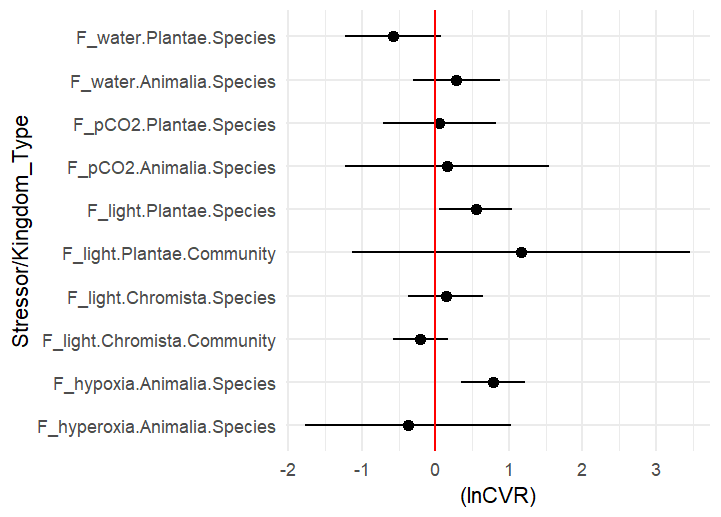 F_water.Plantae.Species
F_water.Animalia.Species
F_pCO2.Plantae.Species
F_pCO2.Animalia.Species
F_light.Plantae.Species
F_light.Plantae.Community
F_light.Chromista.Species
F_light.Chromista.Community
F_hypoxia.Animalia.Species
F_hyperoxia.Animalia.Species
Stressor/Kingdom_Type
-2 -1 0 1 2 3
(lnCVR)